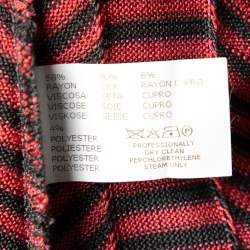 58% 30% 8%
RAYON SILK RAYON CUPRO
VISCOSA SETA CUPRO
VISCOSE SOIE CUPRO
VISKOSE SEIDE CUPRO
4%
POLYESTER
POLIESTERE
POLYESTER
POLYESTER
PROFESSIONALLY
DRY CLEAN
PERCHLORETHYLENE
STEAM ONLY